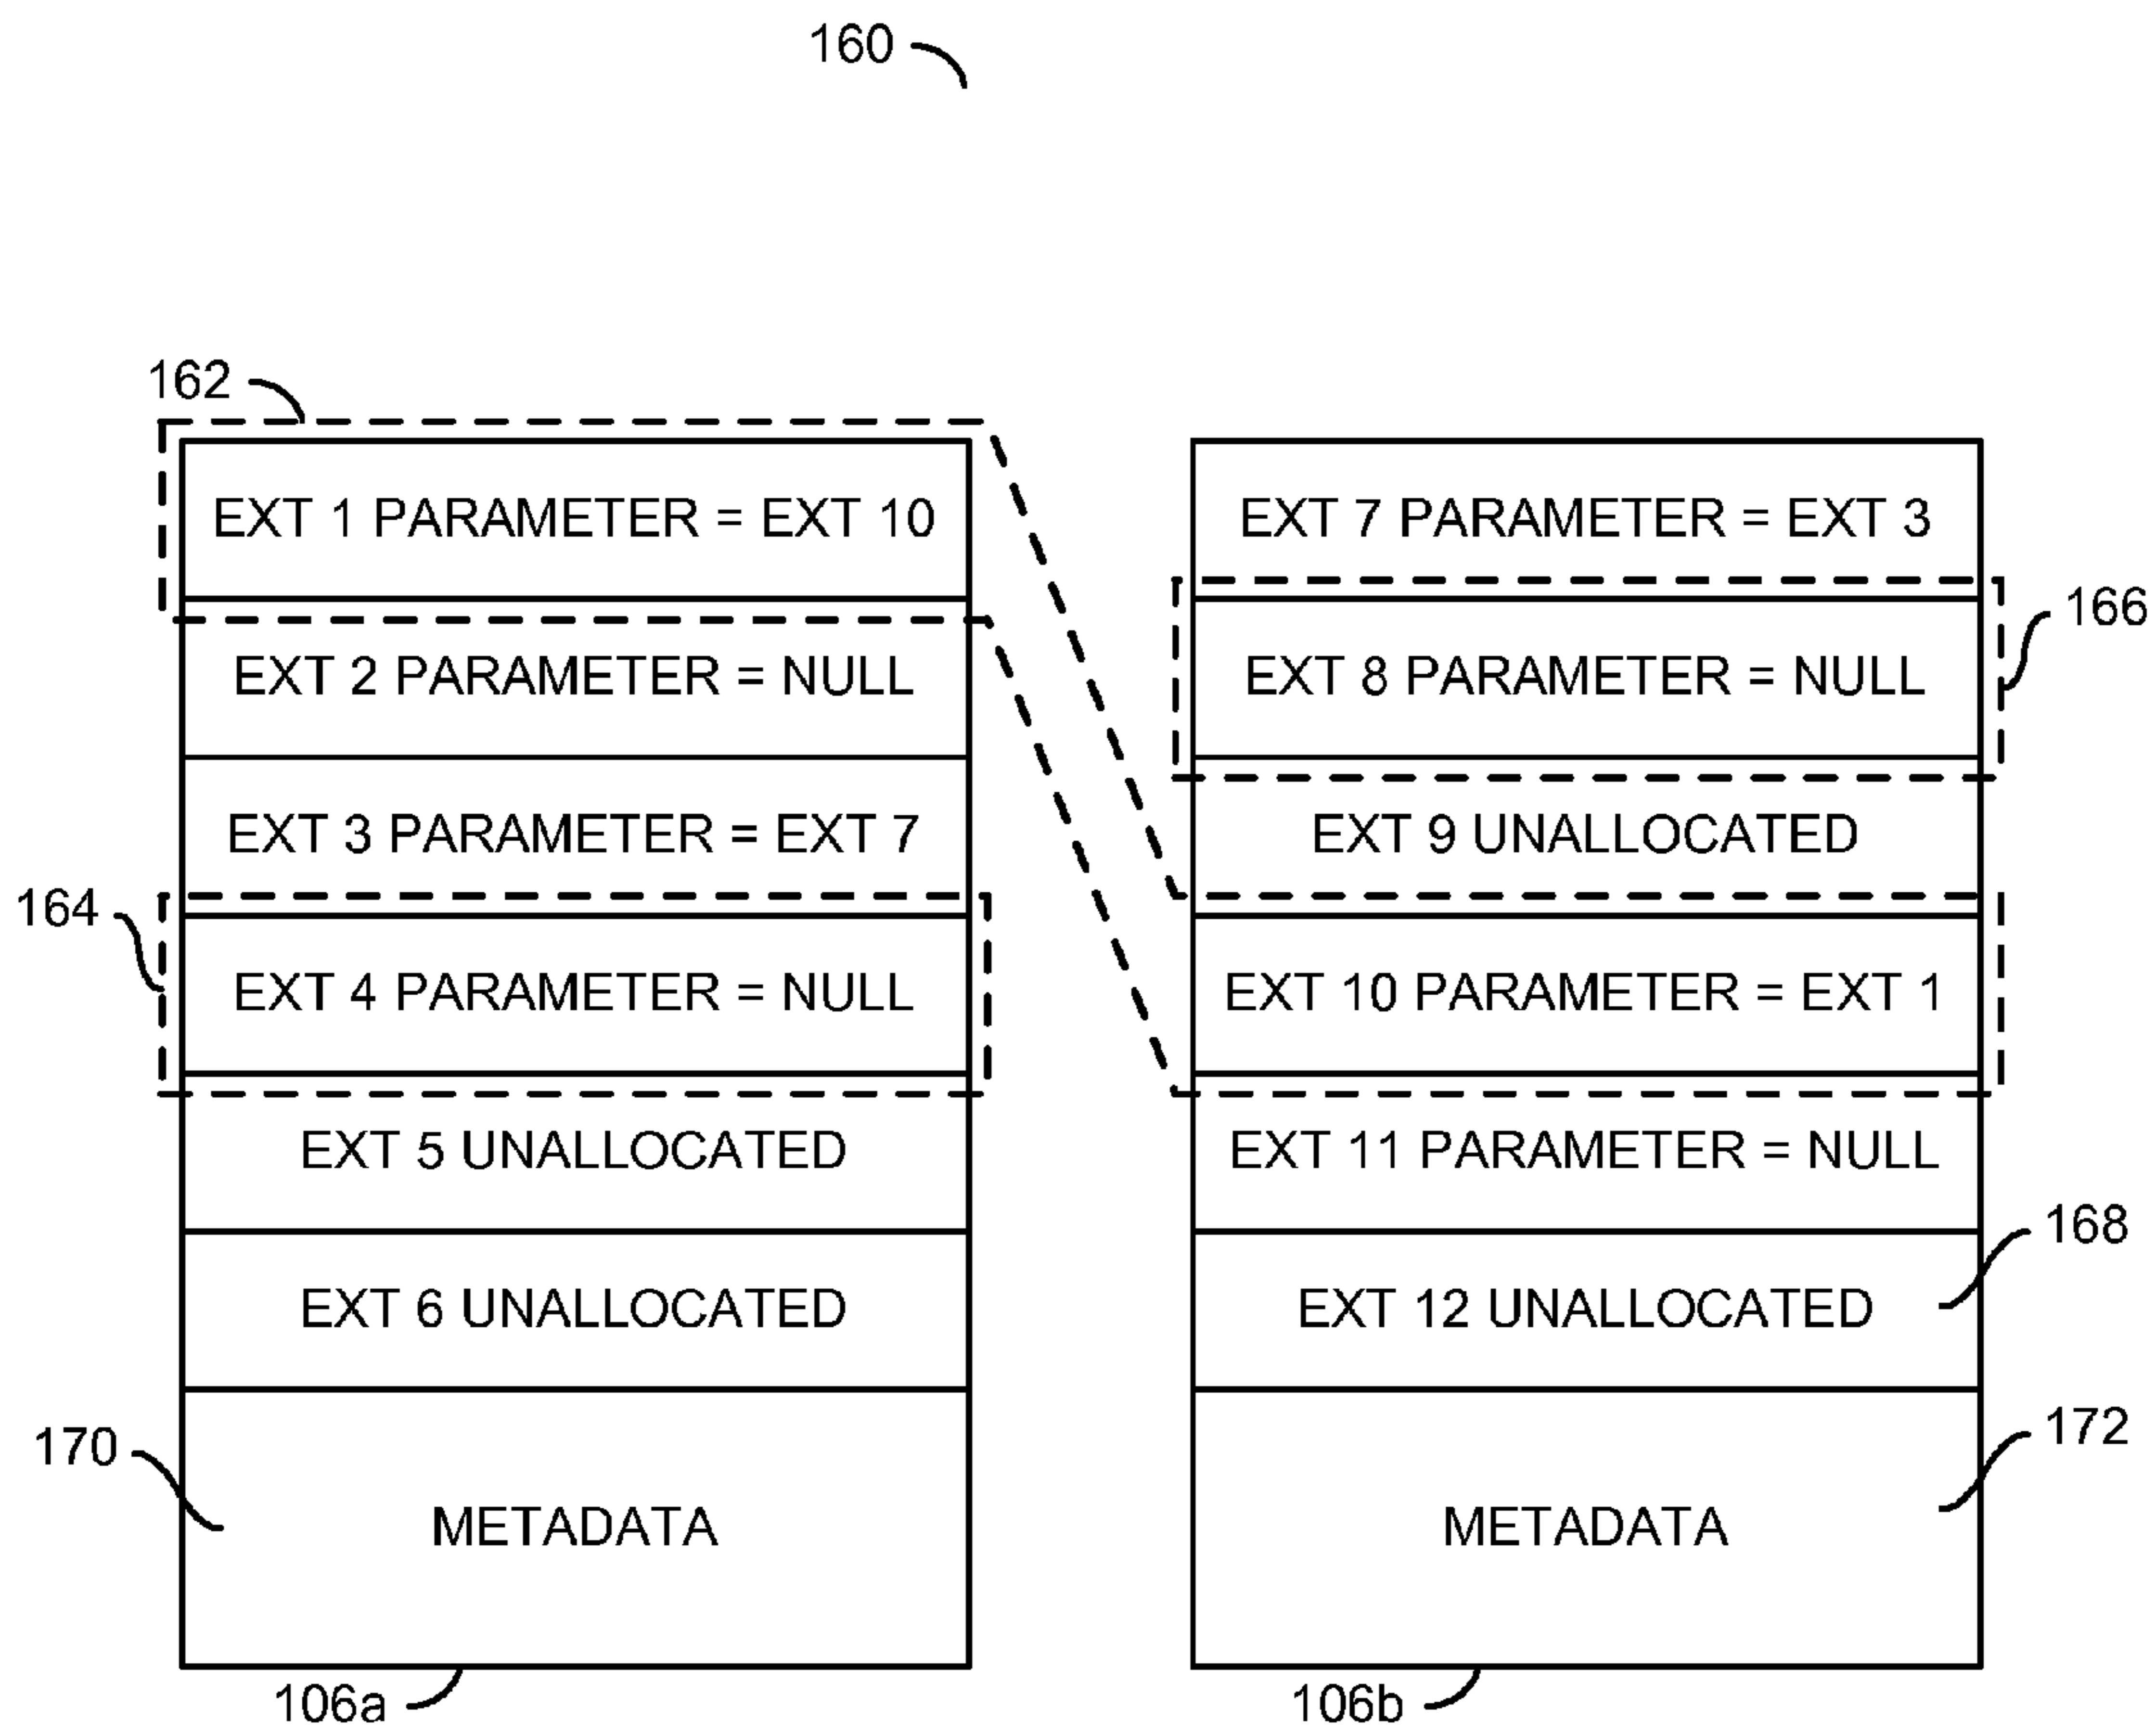 160
162
EXT 1 PARAMETER = EXT 10
EXT 2 PARAMETER = NULL
EXT 3 PARAMETER = EXT 7
164
EXT 4 PARAMETER = NULL
EXT 5 UNALLOCATED
EXT 6 UNALLOCATED
170
METADATA
106a
EXT 7 PARAMETER = EXT 3
166
EXT 8 PARAMETER = NULL
EXT 9 UNALLOCATED
EXT 10 PARAMETER = EXT 1
EXT 11 PARAMETER = NULL
168
EXT 12 UNALLOCATED
172
METADATA
106b